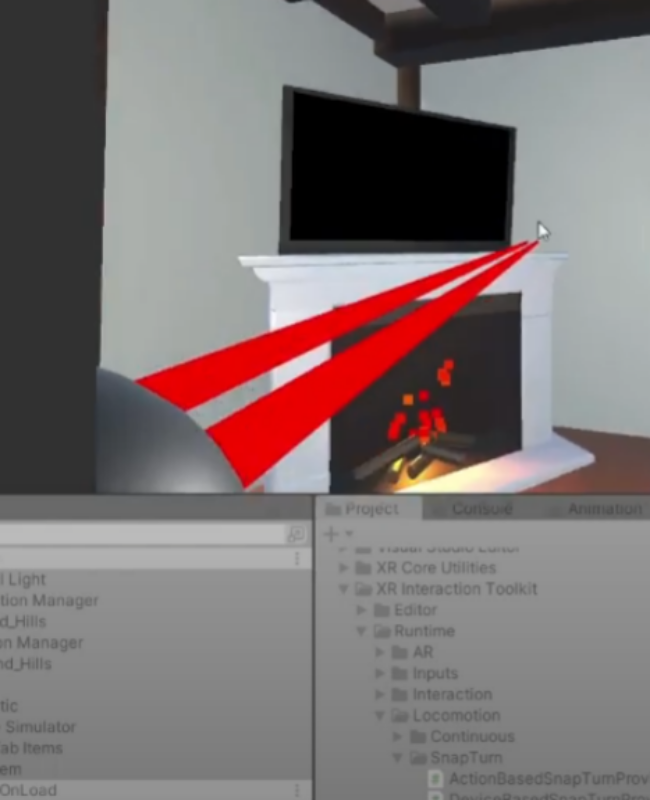 Project
Console
Animation
Visual Studio Editor
l Light
XR Core Utilities
tion Manager
XR Interaction Toolkit
d_Hills
Editor
on Manager
Runtime
nd_Hills
AR
Inputs
tic
Interaction
Simulator
Locomotion
ab Items
Continuous
em
SnapTurn
OnLoad
ActionBasedSnapTurnProv
DeviceBasedSnapTurnProv